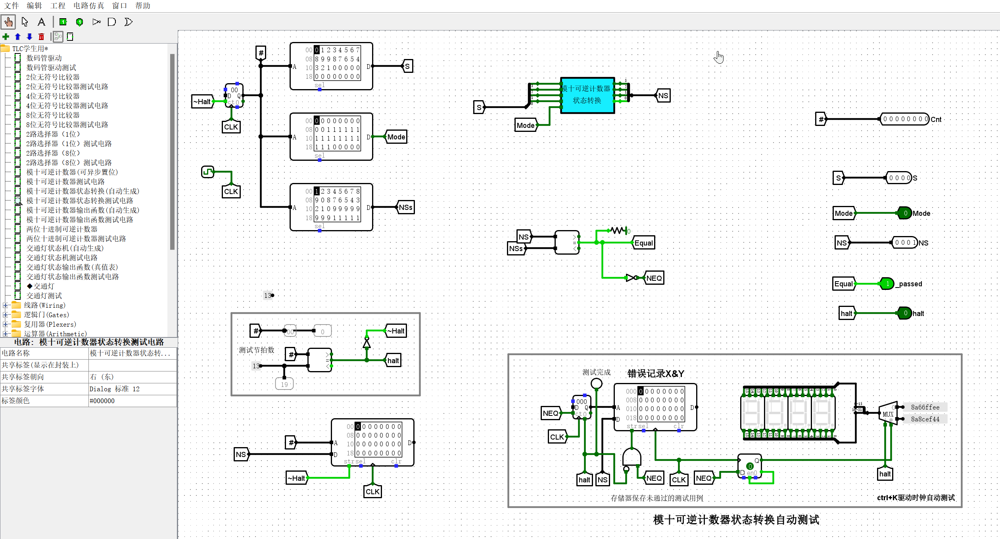 文件 编辑 工程 电路仿真 窗口 帮助
TLC学生用*
数码管驱动
数码管驱动测试
2位无符号比较器
2位无符号比较器测试电路
4位无符号比较器
4位无符号比较器测试电路
8位无符号比较器
8位无符号比较器测试电路
2路选择器（1位）
2路选择器（1位）测试电路
2路选择器（8位）
2路选择器（8位）测试电路
模十可逆计数器(可异步置位)
模十可逆计数器测试电路
模十可逆计数器状态转换(自动生成)
模十可逆计数器状态转换测试电路
模十可逆计数器输出函数(自动生成)
模十可逆计数器输出函数测试电路
两位十进制可逆计数器
两位十进制可逆计数器测试电路
交通灯状态机(自动生成)
交通灯状态机测试电路
交通灯状态输出函数(真值表)
交通灯状态输出函数测试电路
◆交通灯
交通灯测试
线路(Wiring)
逻辑门(Gates)
复用器(Plexers)
运算器(Arithmetic)
电路: 模十可逆计数器状态转换测试电路
电路名称 模十可逆计数器状态转...
共享标签(显示在封装上)
共享标签朝向 右 (东)
共享标签字体 Dialog 标准 12
标签颜色 #000000
#
00 0 1 2 3 4 5 6 7
08 8 9 9 8 7 6 5 4
10 3 2 1 0 0 0 0 0
18 0 0 0 0 0 0 0 0
A D sel
S
~Halt
00
D Q
ct 0
CLK
00 0 0 0 0 0 0 0 0
08 0 0 1 1 1 1 1 1
10 1 1 1 1 1 1 1 1
18 1 1 1 0 0 0 0 0
A D sel
Mode
CLK
00 1 2 3 4 5 6 7 8
08 9 0 8 7 6 5 4 3
10 2 1 0 9 9 9 9 9
18 9 9 9 1 1 1 1 1
A D sel
NSs
S
Mode
模十可逆计数器
状态转换
3
2
1
0
NS
# 0 0 0 0 0 0 0 0 Cnt
S 0 0 0 0 S
Mode 0 Mode
NS 0 0 0 1 NS
Equal 1 _passed
halt 0 halt
NS
NSs
>
=
<
0
Equal
NEQ
13
# 00 0
~Halt
测试节拍数
#
13
>
=
<
halt
19
00 0 0 0 0 0 0 0 0
08 0 0 0 0 0 0 0 0
10 0 0 0 0 0 0 0 0
18 0 0 0 0 0 0 0 0
# A D
NS D
str sel clr
~Halt
CLK
测试完成
错误记录X&Y
000 0 0 0 0 0 0 0 0
008 0 0 0 0 0 0 0 0
010 0 0 0 0 0 0 0 0
018 0 0 0 0 0 0 0 0
A D
D
str sel clr
000
D Q
ct 0
NEQ
CLK
halt
NS
NEQ
CLK
NEQ
0
Q
D en 0
16-31
MUX
0
8a66ffee
8a8cef44
halt
存储器保存未通过的测试用例
ctrl+K驱动时钟自动测试
模十可逆计数器状态转换自动测试